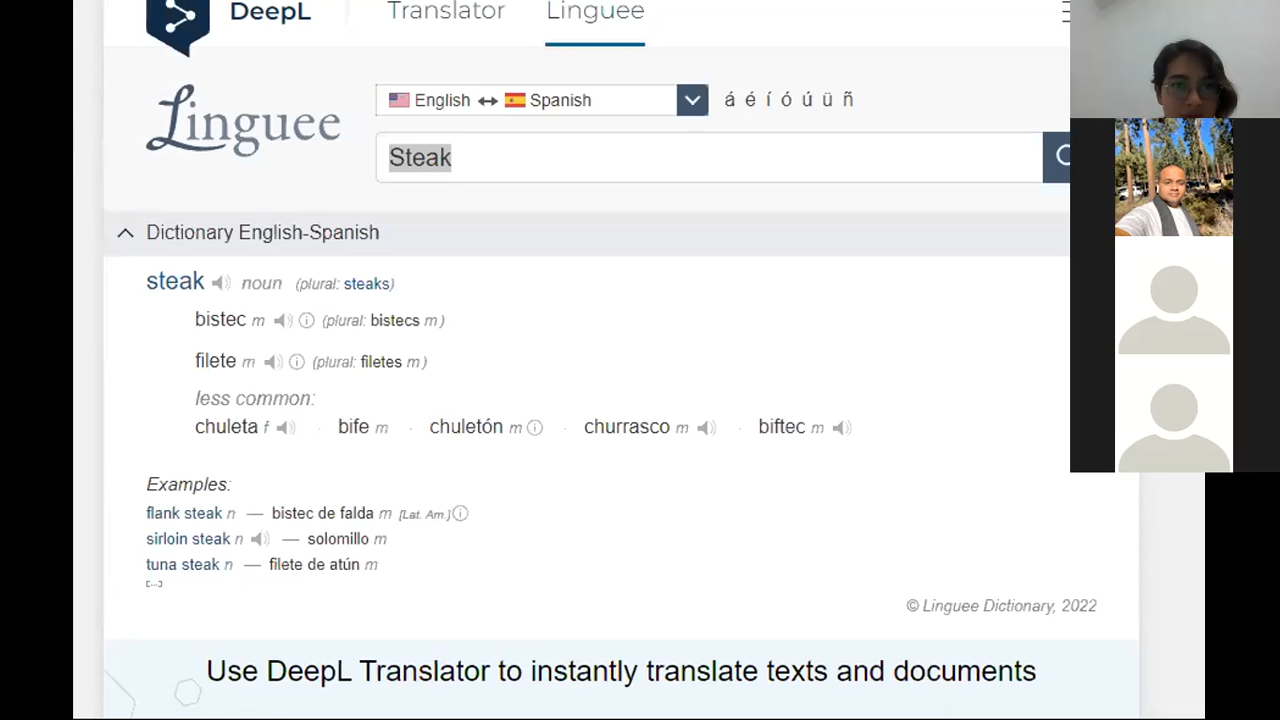 DeepL Translator Linguee
Linguee
English ↔ Spanish á é í ó ú ü ñ
Steak
Dictionary English-Spanish
steak noun (plural: steaks)
bistec m (plural: bistecs m)
filete m (plural: filetes m)
less common:
chuleta f · bife m · chuletón m · churrasco m · biftec m
Examples:
flank steak n — bistec de falda m [Lat. Am.]
sirloin steak n — solomillo m
tuna steak n — filete de atún m
[...]
© Linguee Dictionary, 2022
Use DeepL Translator to instantly translate texts and documents